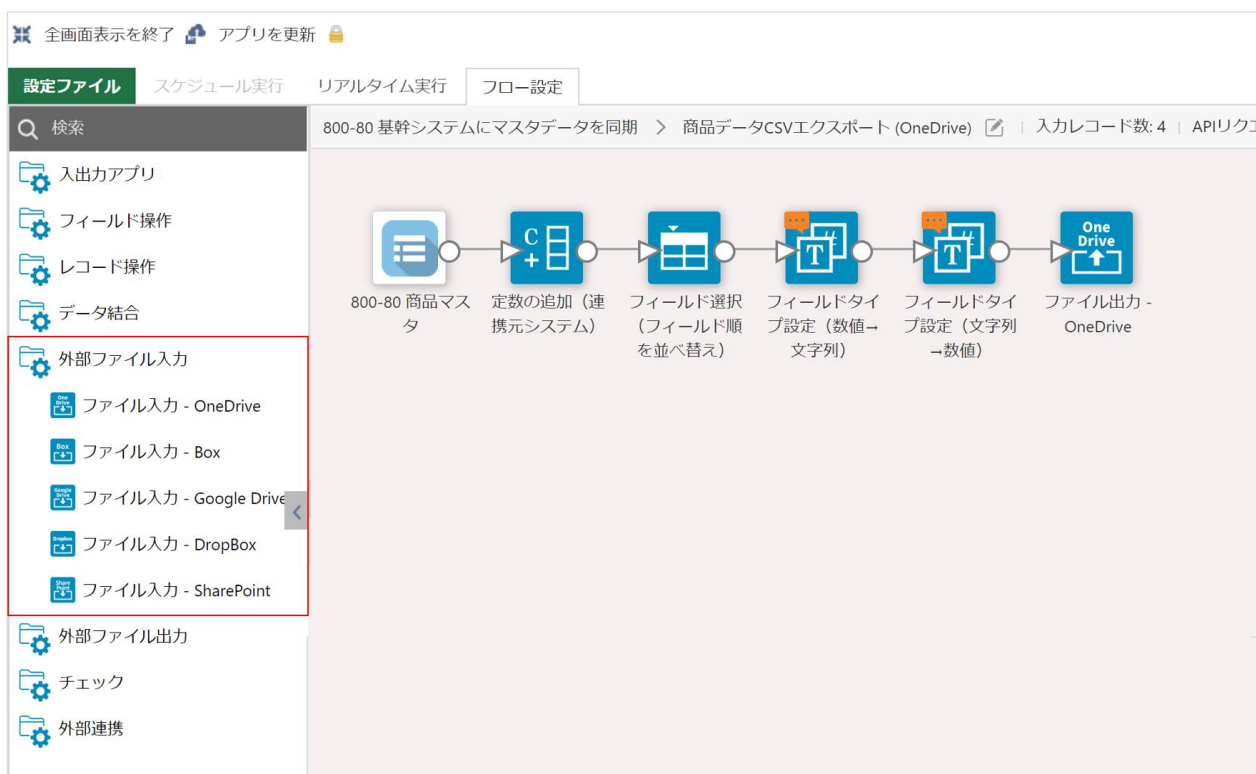 全画面表示を終了 アプリを更新
設定ファイル スケジュール実行 リアルタイム実行 フロー設定
検索
800-80 基幹システムにマスタデータを同期 > 商品データCSVエクスポート (OneDrive) | 入力レコード数: 4 | APIリクエ
入出力アプリ
フィールド操作
レコード操作
データ結合
外部ファイル入力
One Drive ファイル入力 - OneDrive
Box ファイル入力 - Box
Google Drive ファイル入力 - Google Drive
Dropbox ファイル入力 - DropBox
Share Point ファイル入力 - SharePoint
外部ファイル出力
チェック
外部連携
C
+
T #
T #
One
Drive
800-80 商品マス
タ
定数の追加（連
携元システム）
フィールド選択
（フィールド順
を並べ替え）
フィールドタイ
プ設定（数値→
文字列）
フィールドタイ
プ設定（文字列
→数値）
ファイル出力 -
OneDrive